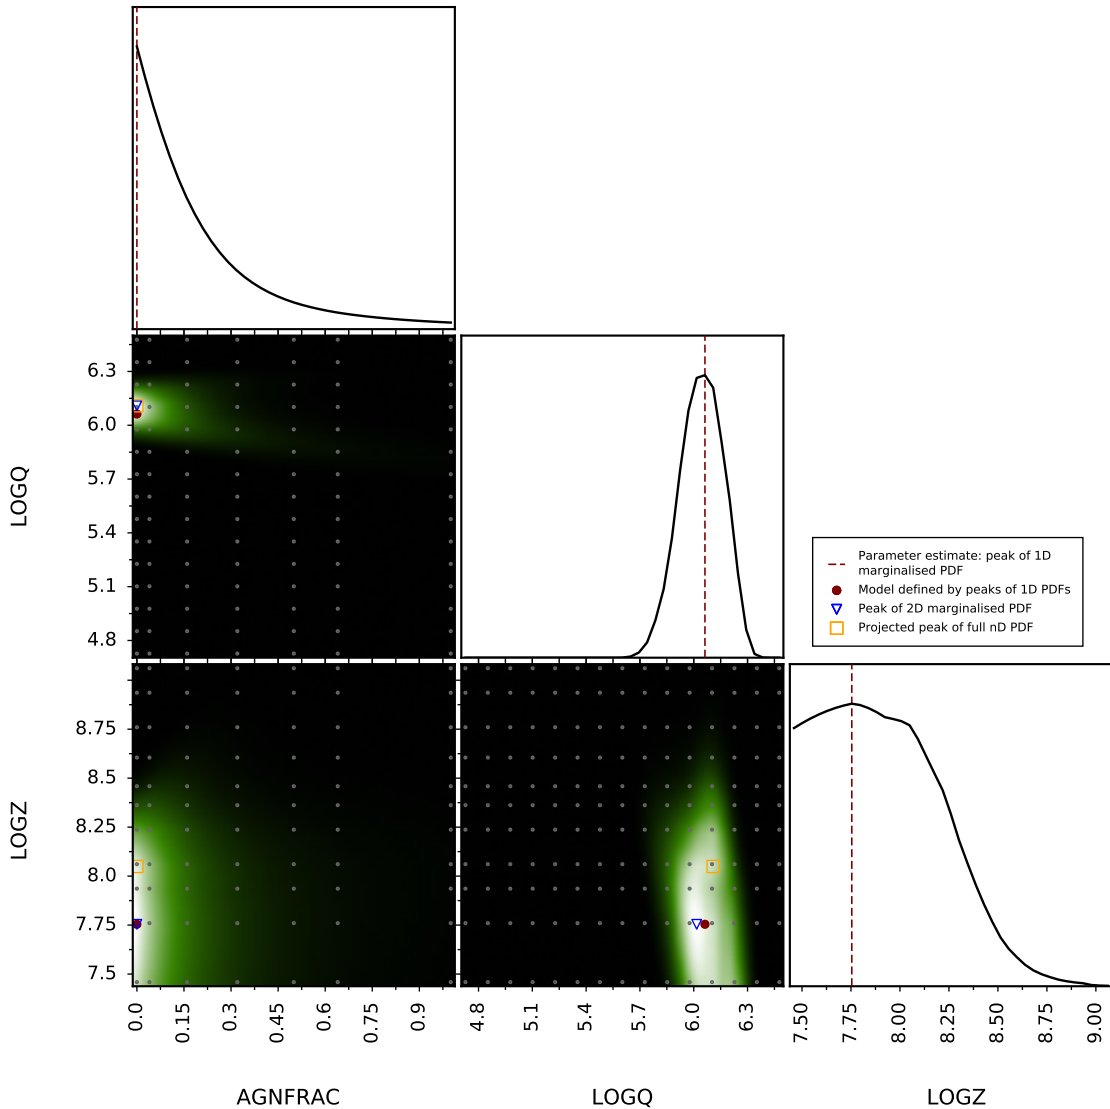 6.3
6.0
5.7
5.4
5.1
4.8
LOGQ
Parameter estimate: peak of 1D
marginalised PDF
Model defined by peaks of 1D PDFs
Peak of 2D marginalised PDF
Projected peak of full nD PDF
8.75
8.5
8.25
8.0
7.75
7.5
LOGZ
0.0 0.15 0.3 0.45 0.6 0.75 0.9
4.8 5.1 5.4 5.7 6.0 6.3
7.50 7.75 8.00 8.25 8.50 8.75 9.00
AGNFRAC LOGQ LOGZ